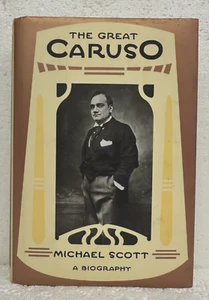 THE GREAT
CARUSO
MICHAEL SCOTT
A BIOGRAPHY